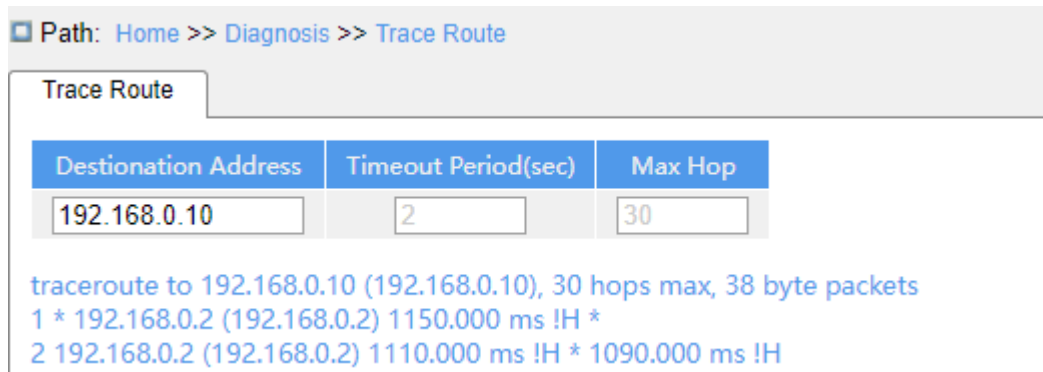 Path: Home >> Diagnosis >> Trace Route
Trace Route
Destionation Address Timeout Period(sec) Max Hop
192.168.0.10 2 30
traceroute to 192.168.0.10 (192.168.0.10), 30 hops max, 38 byte packets
1 * 192.168.0.2 (192.168.0.2) 1150.000 ms !H *
2 192.168.0.2 (192.168.0.2) 1110.000 ms !H * 1090.000 ms !H